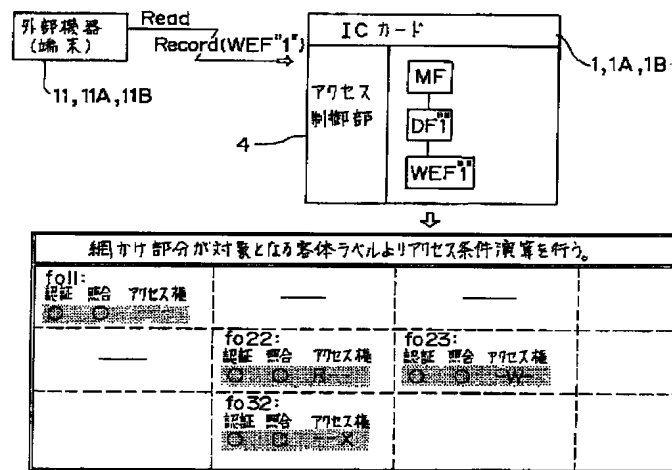 外部機器
(端末)
Read
Record(WEF"1")
11, 11A, 11B
ICカード
1, 1A, 1B
アクセス
制御部
4
MF
DF"1"
WEF"1"
網かけ部分が対象となる客体ラベルよりアクセス条件演算を行う。
fo11:
認証 照合 アクセス権
○ ○
fo22: fo23:
認証 照合 アクセス権 認証 照合 アクセス権
○ ○ R-- ○ ○ -W-
fo32:
認証 照合 アクセス権
○ ○ --X